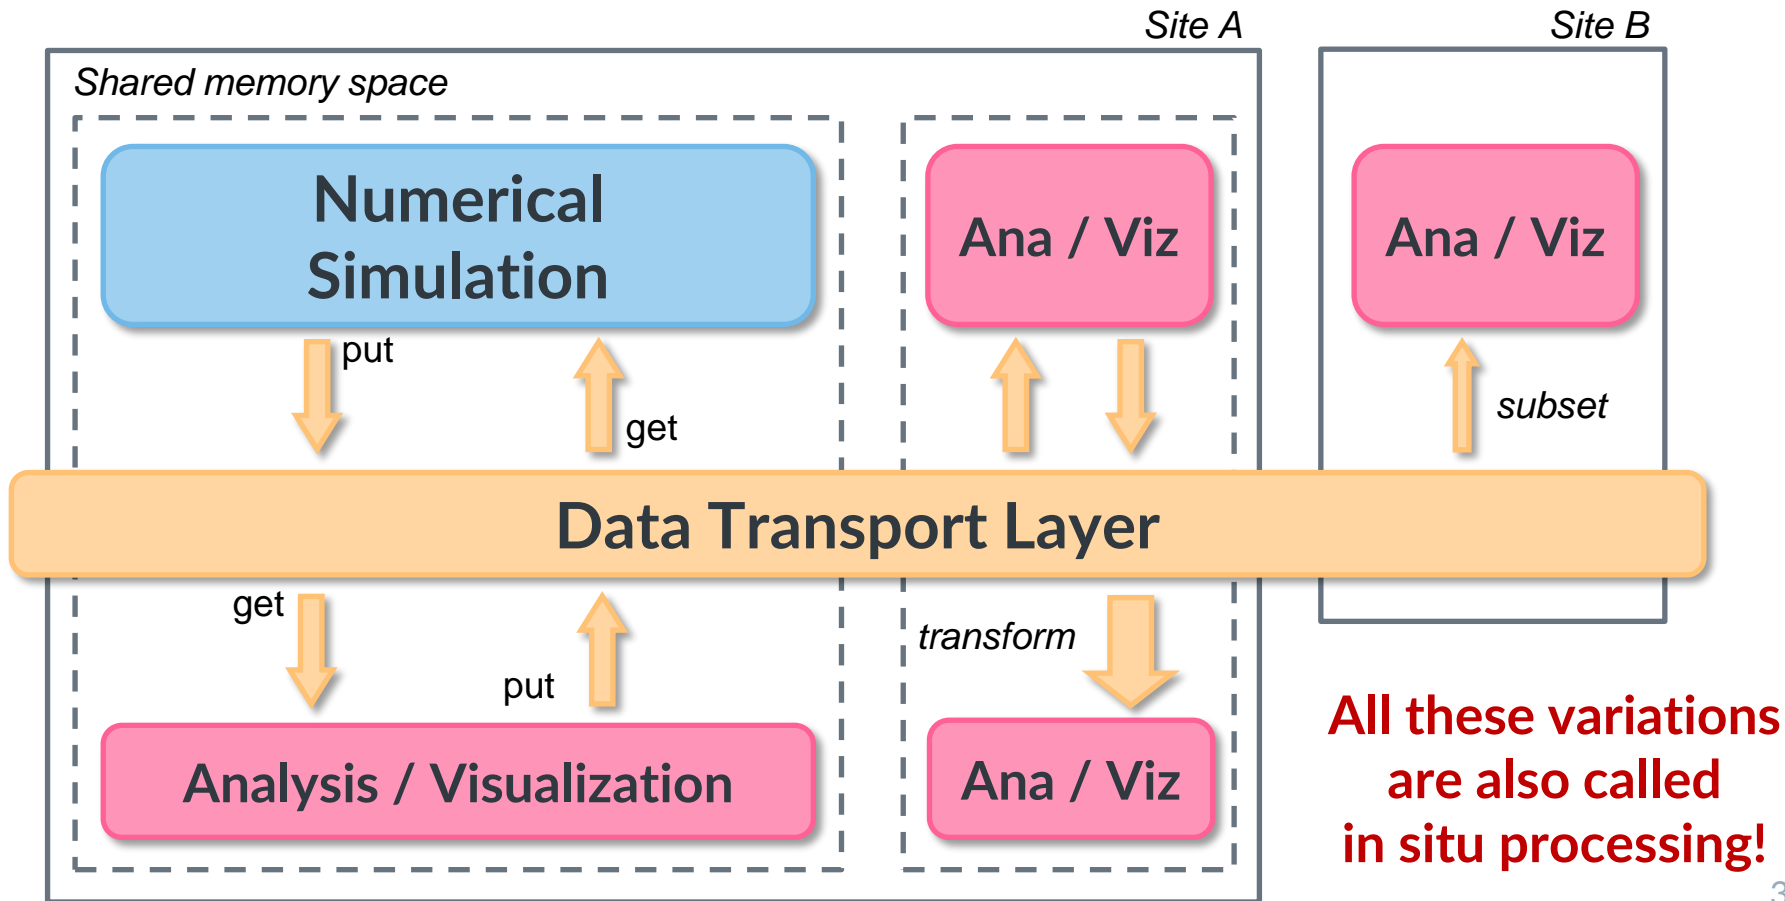 Site A
Site B
Shared memory space
Numerical
Simulation
Ana / Viz
Ana / Viz
put
get
subset
Data Transport Layer
get
put
transform
Analysis / Visualization
Ana / Viz
All these variations
are also called
in situ processing!